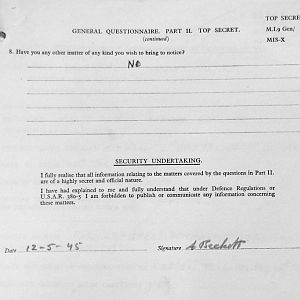 TOP SECRE
GENERAL QUESTIONNAIRE. PART II. TOP SECRET.
M.I.9 Gen/
(continued)
MIS-X
8. Have you any other matter of any kind you wish to bring to notice?
NO
SECURITY UNDERTAKING.
I fully realise that all information relating to the matters covered by the questions in Part II.
are of a highly secret and official nature.
I have had explained to me and fully understand that under Defence Regulations or
U.S.A.R. 380-5 I am forbidden to publish or communicate any information concerning
these matters.
Date 12-5-45 Signature A Beckett